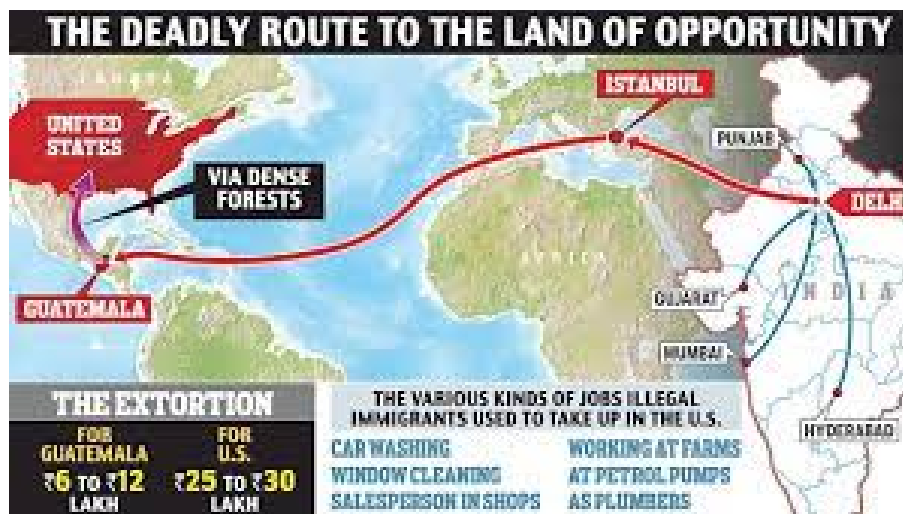 THE DEADLY ROUTE TO THE LAND OF OPPORTUNITY
CANADA
UNITED
STATES
VIA DENSE
FORESTS
GUATEMALA
ISTANBUL
AFRICA
PUNJAB
DELH
GUJARAT
INDIA
MUMBAI
HYDERABAD
THE EXTORTION
FOR
GUATEMALA
₹6 TO ₹12
LAKH
FOR
U.S.
₹25 TO ₹30
LAKH
THE VARIOUS KINDS OF JOBS ILLEGAL
IMMIGRANTS USED TO TAKE UP IN THE U.S.
CAR WASHING
WINDOW CLEANING
SALESPERSON IN SHOPS
WORKING AT FARMS
AT PETROL PUMPS
AS PLUMBERS